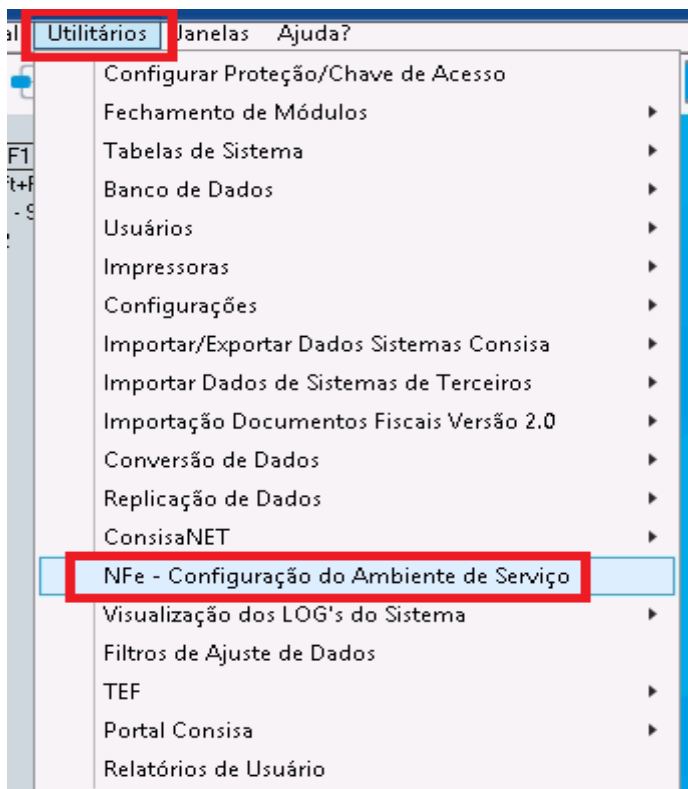 al Utilitários Janelas Ajuda?
Configurar Proteção/Chave de Acesso
Fechamento de Módulos
F1 Tabelas de Sistema
Banco de Dados
Usuários
Impressoras
Configurações
Importar/Exportar Dados Sistemas Consisa
Importar Dados de Sistemas de Terceiros
Importação Documentos Fiscais Versão 2.0
Conversão de Dados
Replicação de Dados
ConsisaNET
NFe - Configuração do Ambiente de Serviço
Visualização dos LOG's do Sistema
Filtros de Ajuste de Dados
TEF
Portal Consisa
Relatórios de Usuário